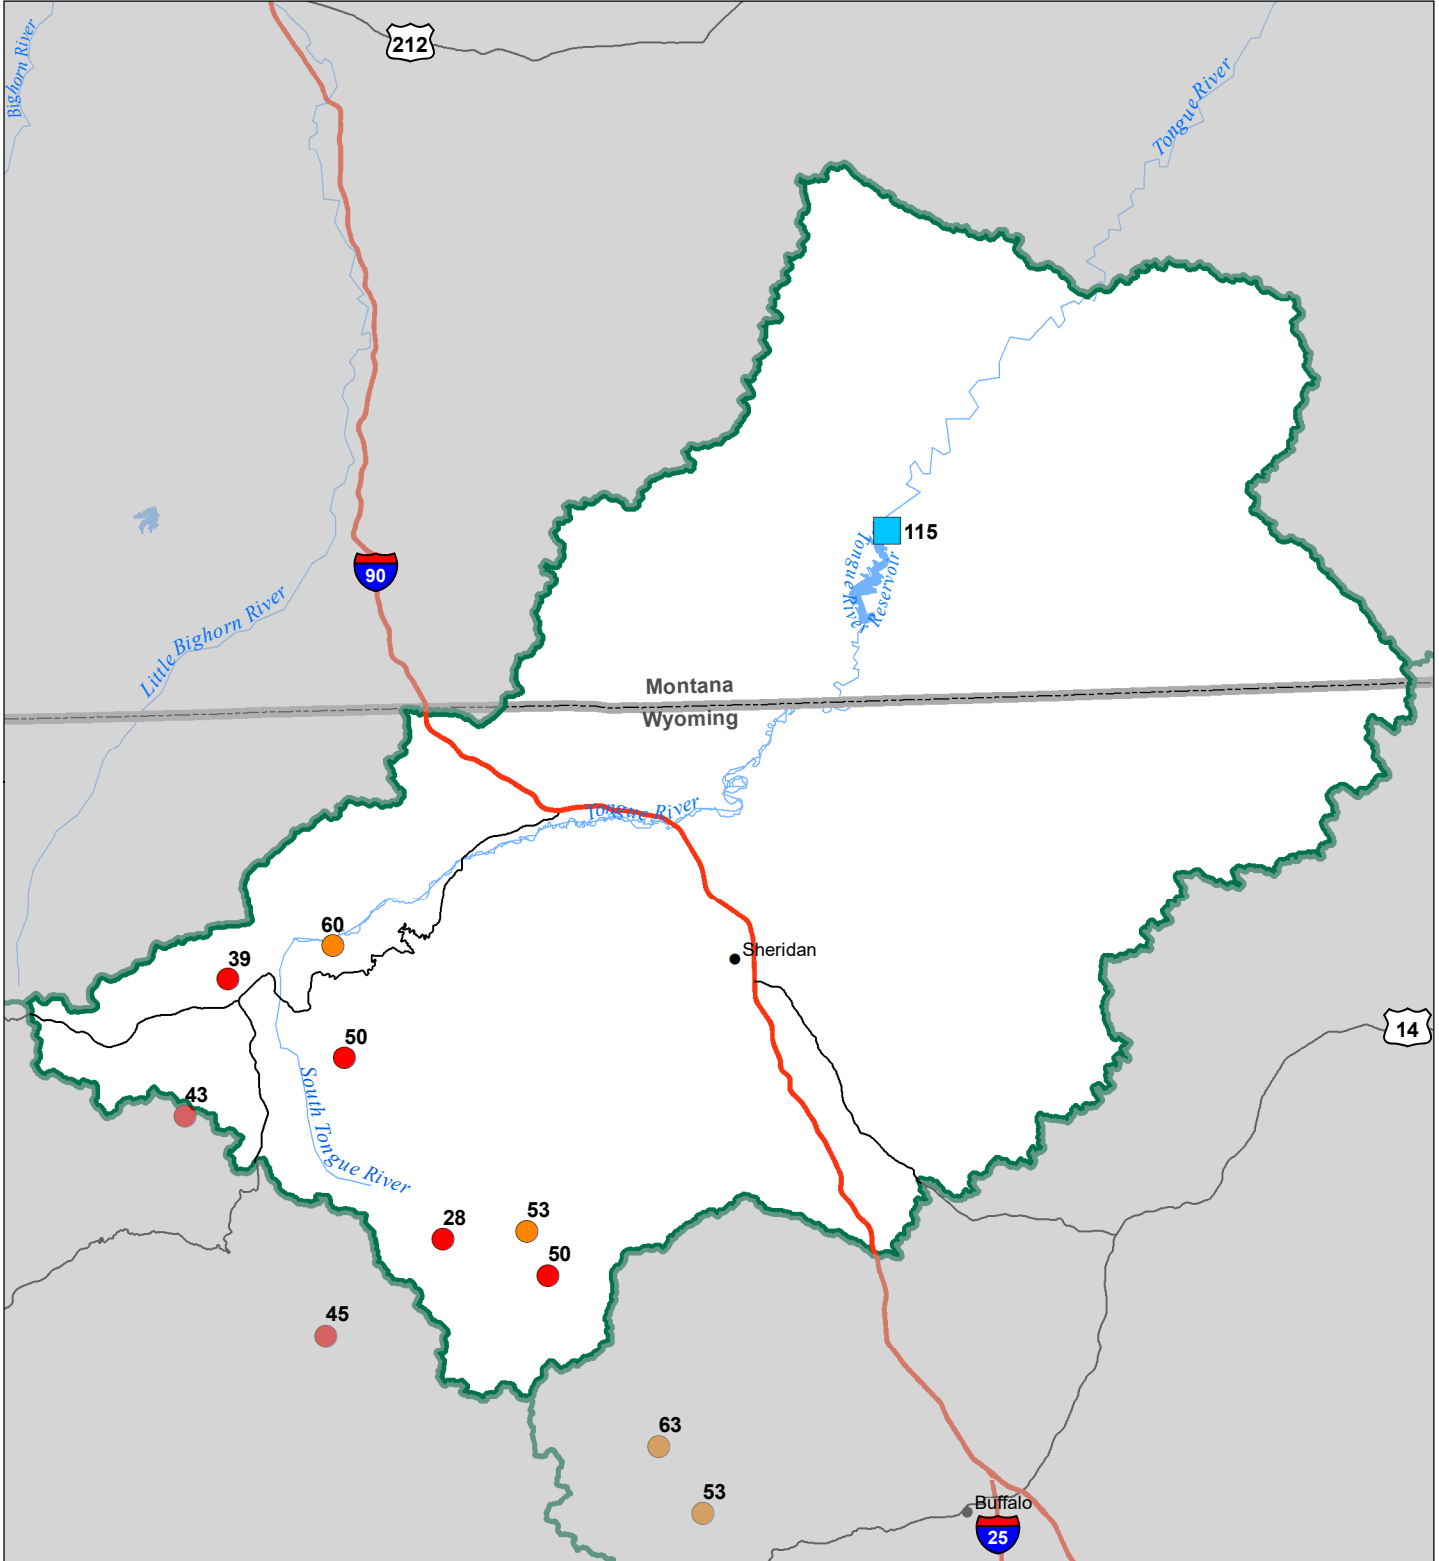 Bighorn River
212
Tongue River
115
Tongue River
Reservoir
90
Little Bighorn River
Montana
Wyoming
Tongue River
60
39
Sheridan
14
50
43
South Tongue River
28
53
50
45
63
53
Buffalo
25